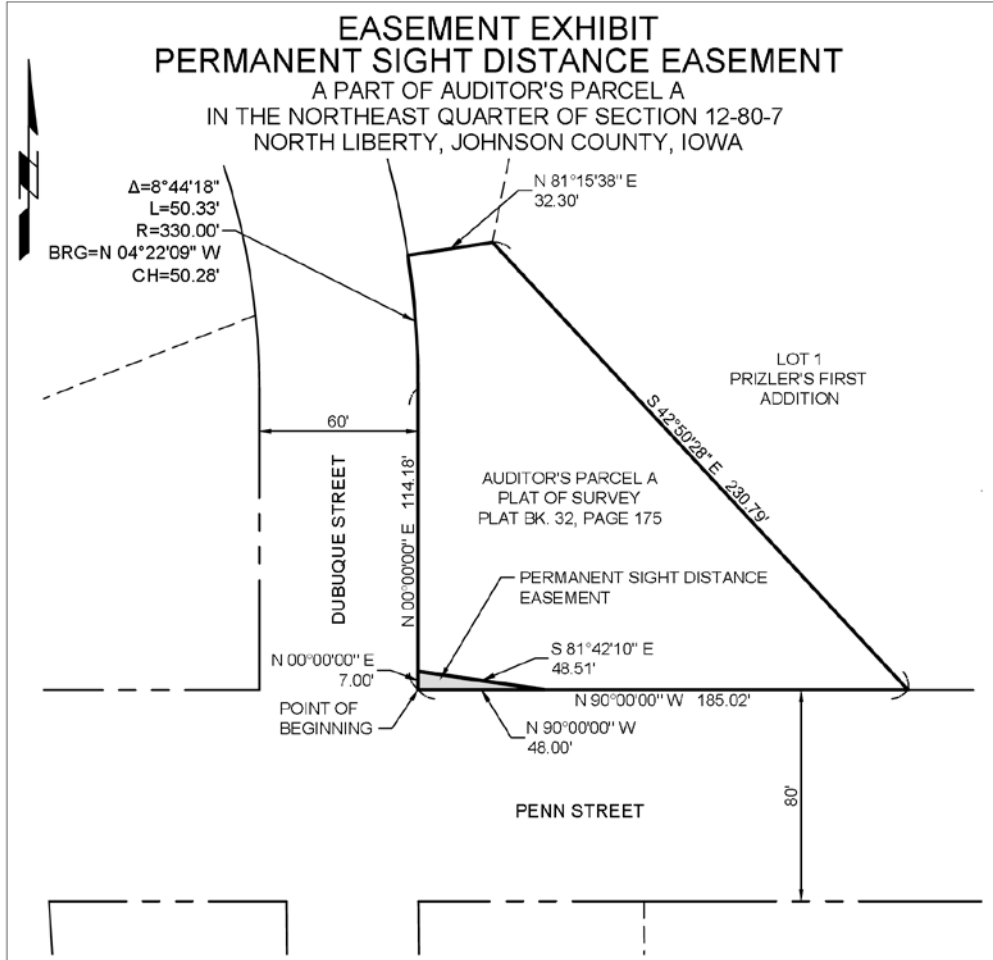 EASEMENT EXHIBIT
PERMANENT SIGHT DISTANCE EASEMENT
A PART OF AUDITOR'S PARCEL A
IN THE NORTHEAST QUARTER OF SECTION 12-80-7
NORTH LIBERTY, JOHNSON COUNTY, IOWA
Δ=8°44'18"
L=50.33'
R=330.00'
BRG=N 04°22'09" W
CH=50.28'
N 81°15'38" E
32.30'
LOT 1
PRIZLER'S FIRST
ADDITION
S 42°50'28" E 230.79'
60'
DUBUQUE STREET
N 00°00'00" E 114.18'
AUDITOR'S PARCEL A
PLAT OF SURVEY
PLAT BK. 32, PAGE 175
PERMANENT SIGHT DISTANCE
EASEMENT
N 00°00'00" E
7.00'
S 81°42'10" E
48.51'
POINT OF
BEGINNING
N 90°00'00" W 185.02'
N 90°00'00" W
48.00'
PENN STREET
80'